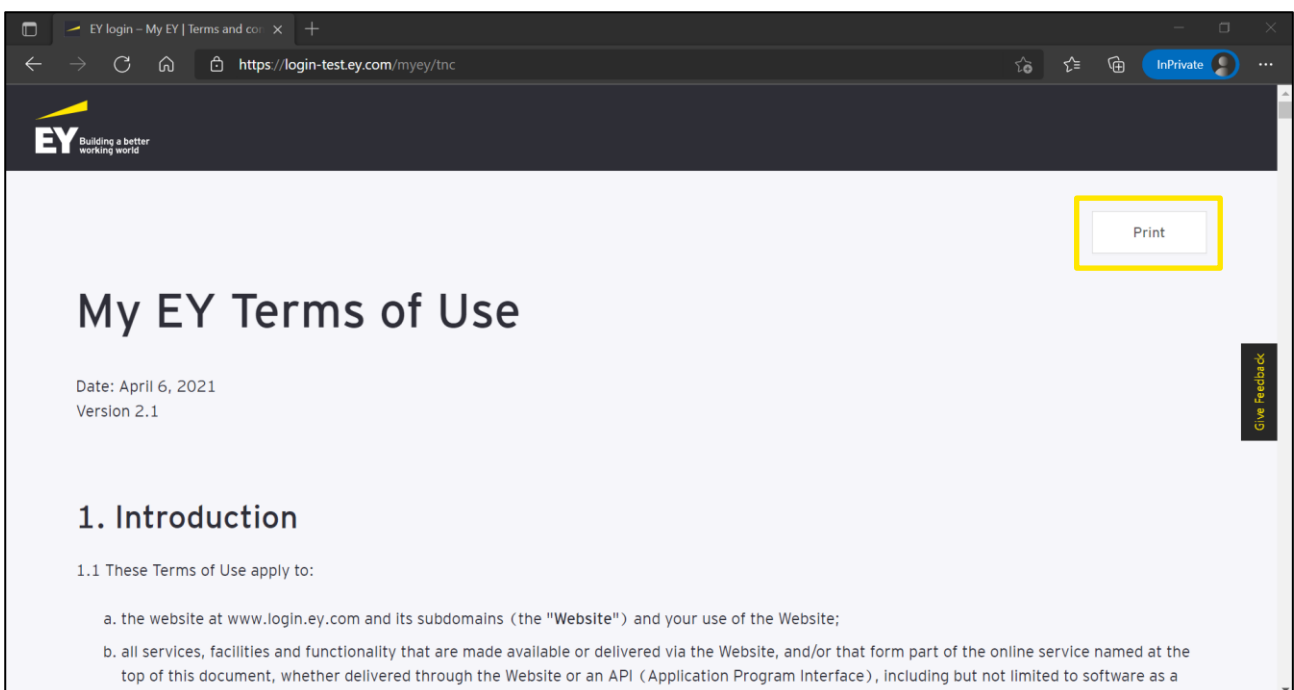 EY login – My EY | Terms and con
https://login-test.ey.com/myey/tnc
InPrivate
EY
Building a better
working world
Print
My EY Terms of Use
Date: April 6, 2021
Version 2.1
Give Feedback
1. Introduction
1.1 These Terms of Use apply to:
a. the website at www.login.ey.com and its subdomains (the "Website") and your use of the Website;
b. all services, facilities and functionality that are made available or delivered via the Website, and/or that form part of the online service named at the
top of this document, whether delivered through the Website or an API (Application Program Interface), including but not limited to software as a